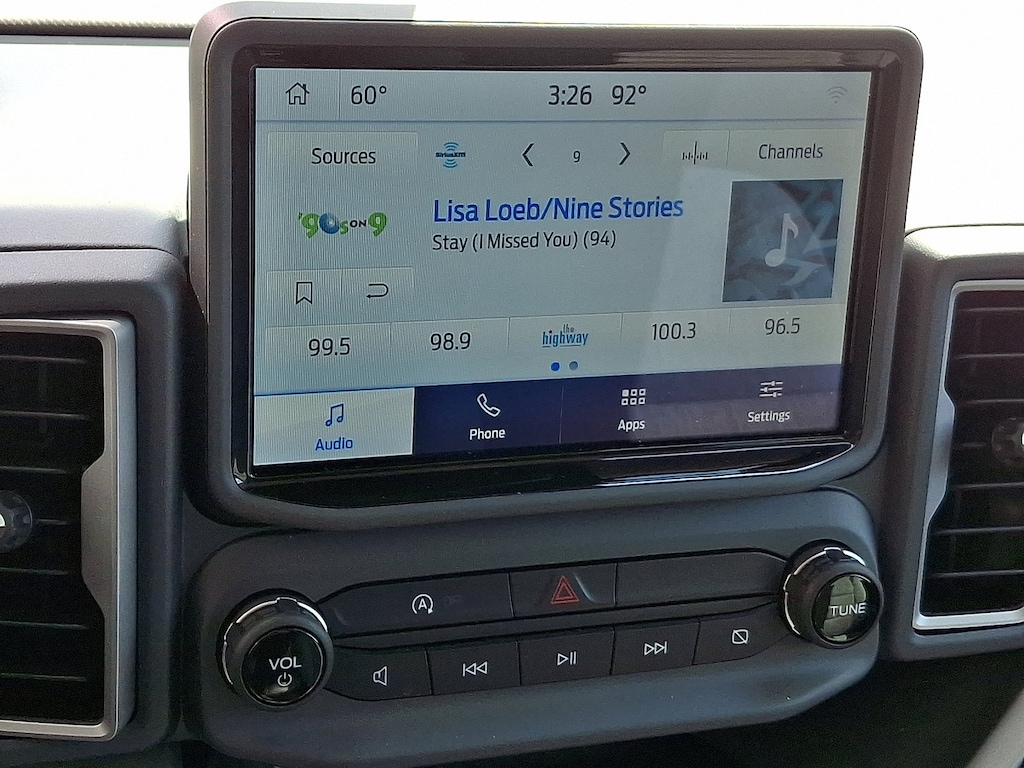 60° 3:26 92°
Sources SiriusXM 9 Channels
'90s ON 9
Lisa Loeb/Nine Stories
Stay (I Missed You) (94)
99.5 98.9 the highway 100.3 96.5
Audio Phone Apps Settings
A
VOL
TUNE